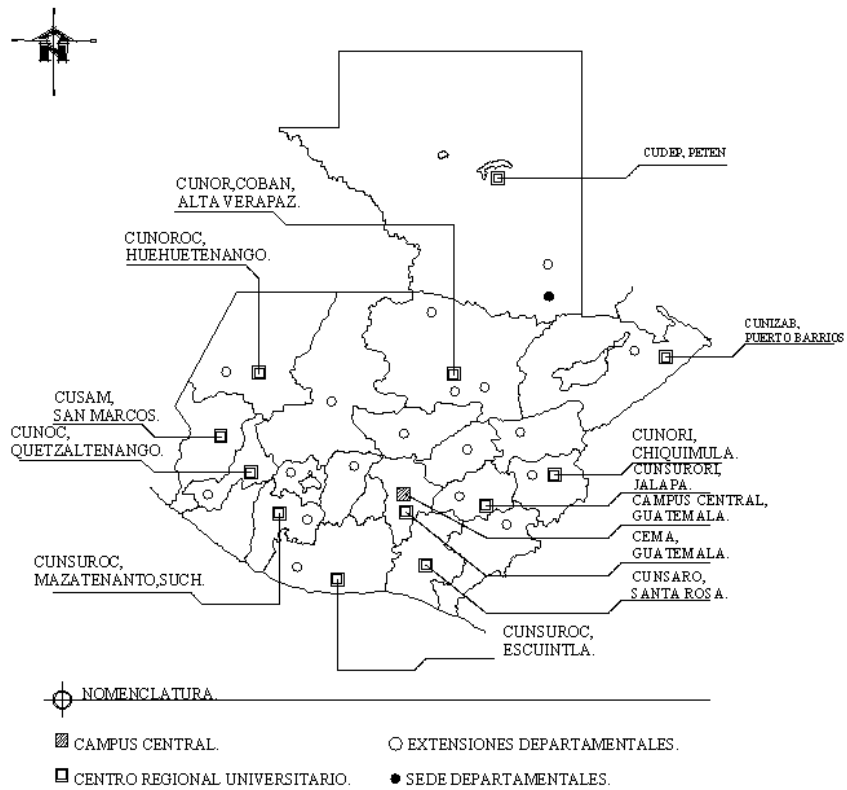 CUDEP, PETEN
CUNOR,COBAN,
ALTA VERAPAZ.
CUNOROC,
HUEHUETENANGO.
CUNIZAB,
PUERTO BARRIOS
CUSAM,
SAN MARCOS.
CUNOC,
QUETZALTENANGO.
CUNORI,
CHIQUIMULA.
CUNSURORI,
JALAPA.
CAMPUS CENTRAL,
GUATEMALA.
CEMA,
GUATEMALA.
CUNSARO,
SANTA ROSA.
CUNSUROC,
MAZATENANTO,SUCH.
CUNSUROC,
ESCUINTLA.
NOMENCLATURA.
CAMPUS CENTRAL.
EXTENSIONES DEPARTAMENTALES.
CENTRO REGIONAL UNIVERSITARIO.
SEDE DEPARTAMENTALES.